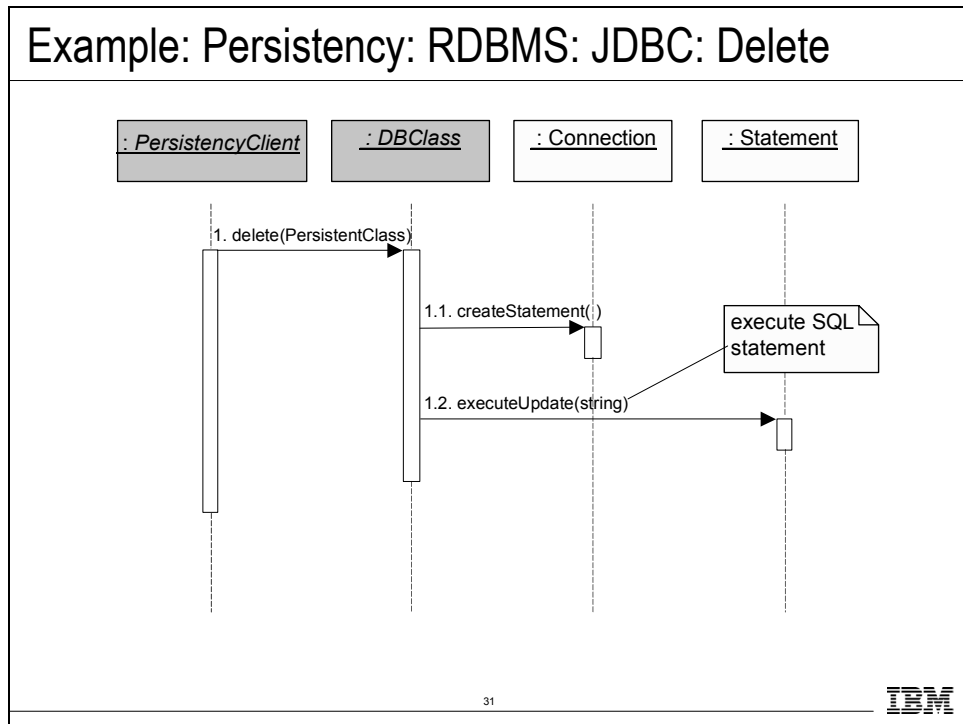 Example: Persistency: RDBMS: JDBC: Delete
: PersistencyClient
: DBClass
: Connection
: Statement
1. delete(PersistentClass)
1.1. createStatement( )
execute SQL
statement
1.2. executeUpdate(string)
31
IBM